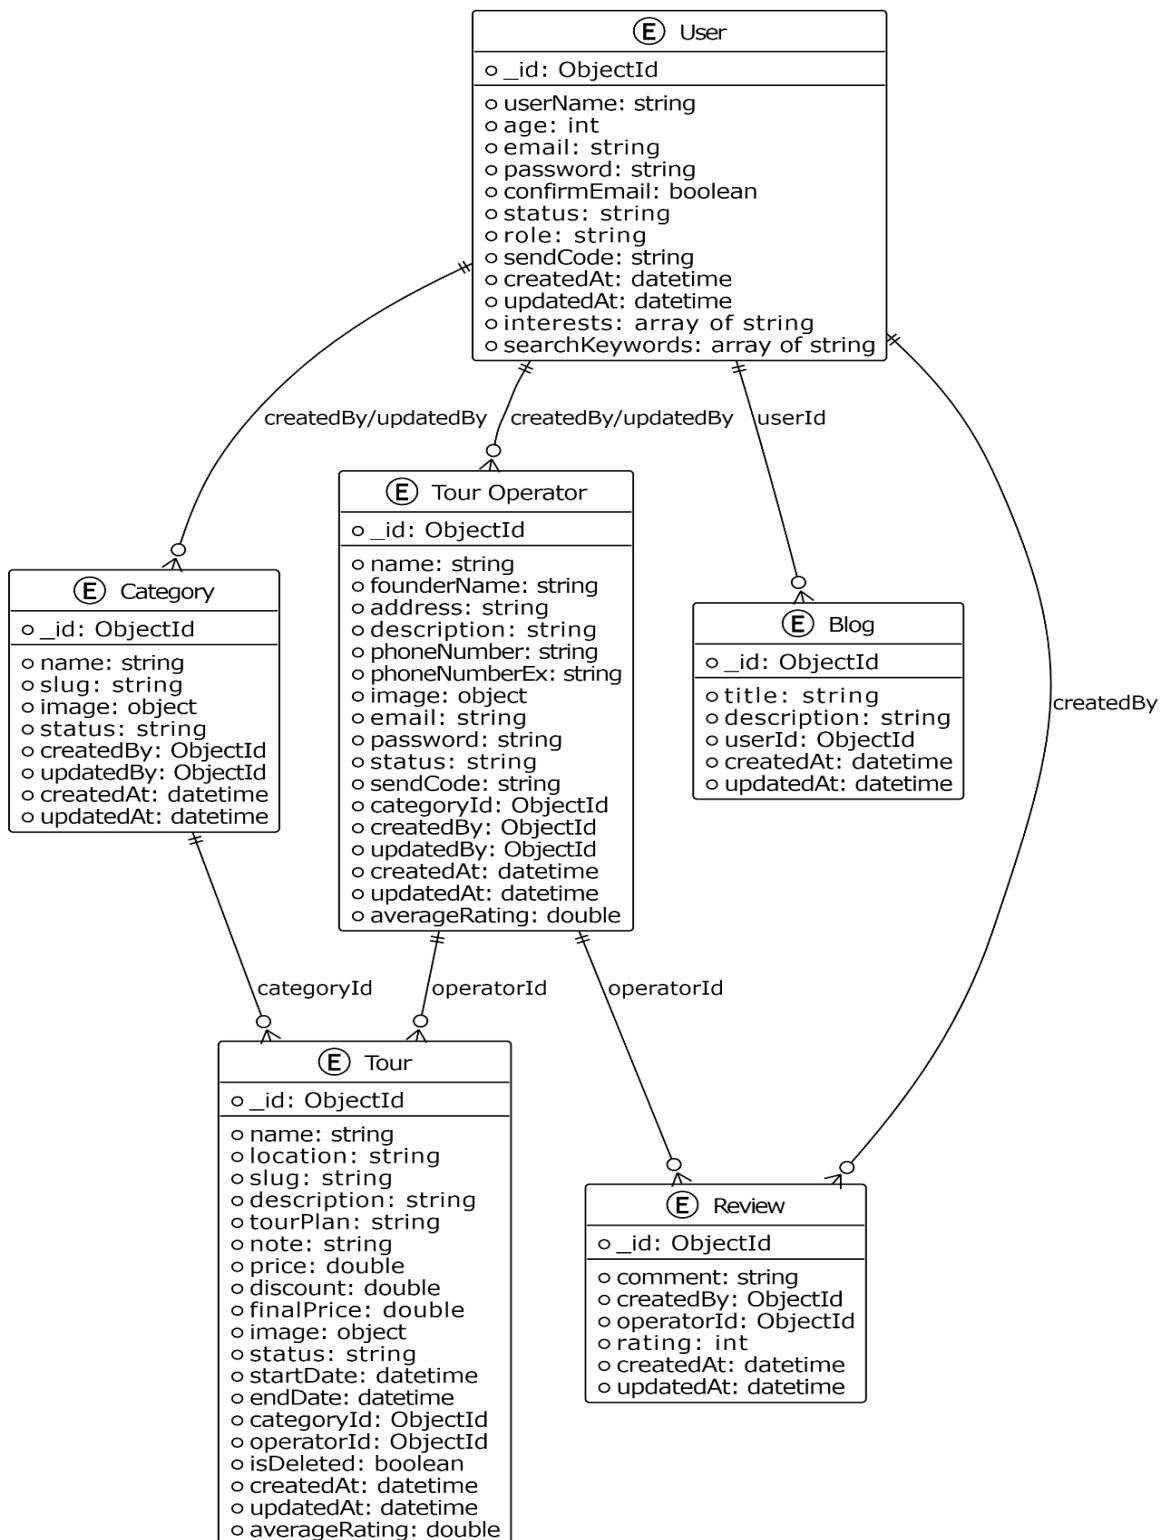 E User
_id: ObjectId
userName: string
age: int
email: string
password: string
confirmEmail: boolean
status: string
role: string
sendCode: string
createdAt: datetime
updatedAt: datetime
interests: array of string
searchKeywords: array of string
createdBy/updatedBy
createdBy/updatedBy
userId
createdBy
E Category
_id: ObjectId
name: string
slug: string
image: object
status: string
createdBy: ObjectId
updatedBy: ObjectId
createdAt: datetime
updatedAt: datetime
E Tour Operator
_id: ObjectId
name: string
founderName: string
address: string
description: string
phoneNumber: string
phoneNumberEx: string
image: object
email: string
password: string
status: string
sendCode: string
categoryId: ObjectId
createdBy: ObjectId
updatedBy: ObjectId
createdAt: datetime
updatedAt: datetime
averageRating: double
E Blog
_id: ObjectId
title: string
description: string
userId: ObjectId
createdAt: datetime
updatedAt: datetime
categoryId
operatorId
operatorId
E Tour
_id: ObjectId
name: string
location: string
slug: string
description: string
tourPlan: string
note: string
price: double
discount: double
finalPrice: double
image: object
status: string
startDate: datetime
endDate: datetime
categoryId: ObjectId
operatorId: ObjectId
isDeleted: boolean
createdAt: datetime
updatedAt: datetime
averageRating: double
E Review
_id: ObjectId
comment: string
createdBy: ObjectId
operatorId: ObjectId
rating: int
createdAt: datetime
updatedAt: datetime